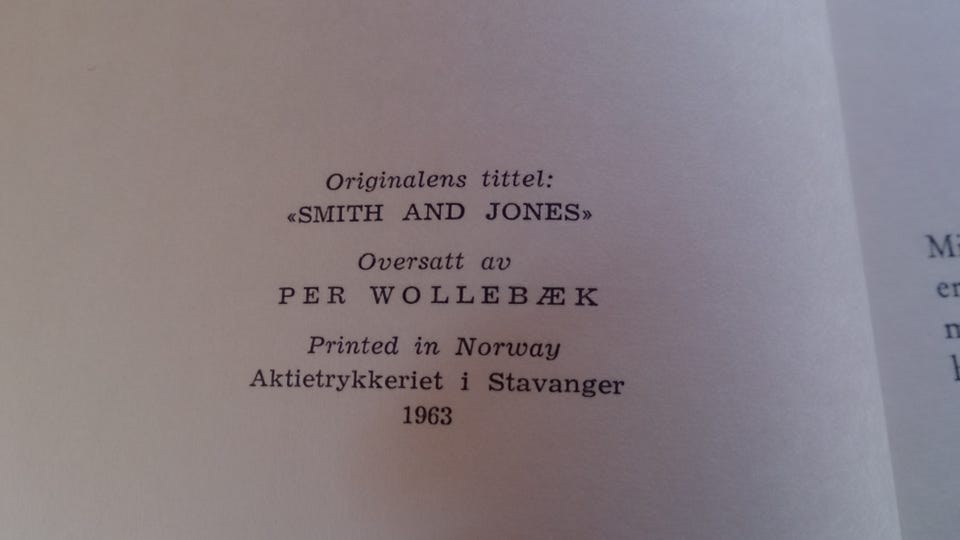 Originalens tittel:
«SMITH AND JONES»
Oversatt av
PER WOLLEBÆK
Printed in Norway
Aktietrykkeriet i Stavanger
1963